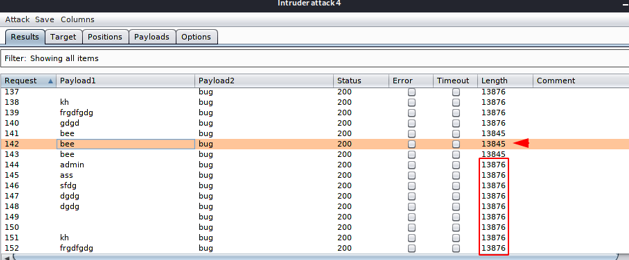 Intruder attack 4
Attack Save Columns
Results Target Positions Payloads Options
Filter: Showing all items
Request Payload1 Payload2 Status Error Timeout Length Comment
137 bug 200 13876
138 kh bug 200 13876
139 frgdfgdg bug 200 13876
140 gdgd bug 200 13876
141 bee bug 200 13845
142 bee bug 200 13845
143 bee bug 200 13845
144 admin bug 200 13876
145 ass bug 200 13876
146 sfdg bug 200 13876
147 dgdg bug 200 13876
148 dgdg bug 200 13876
149 bug 200 13876
150 bug 200 13876
151 kh bug 200 13876
152 frgdfgdg bug 200 13876